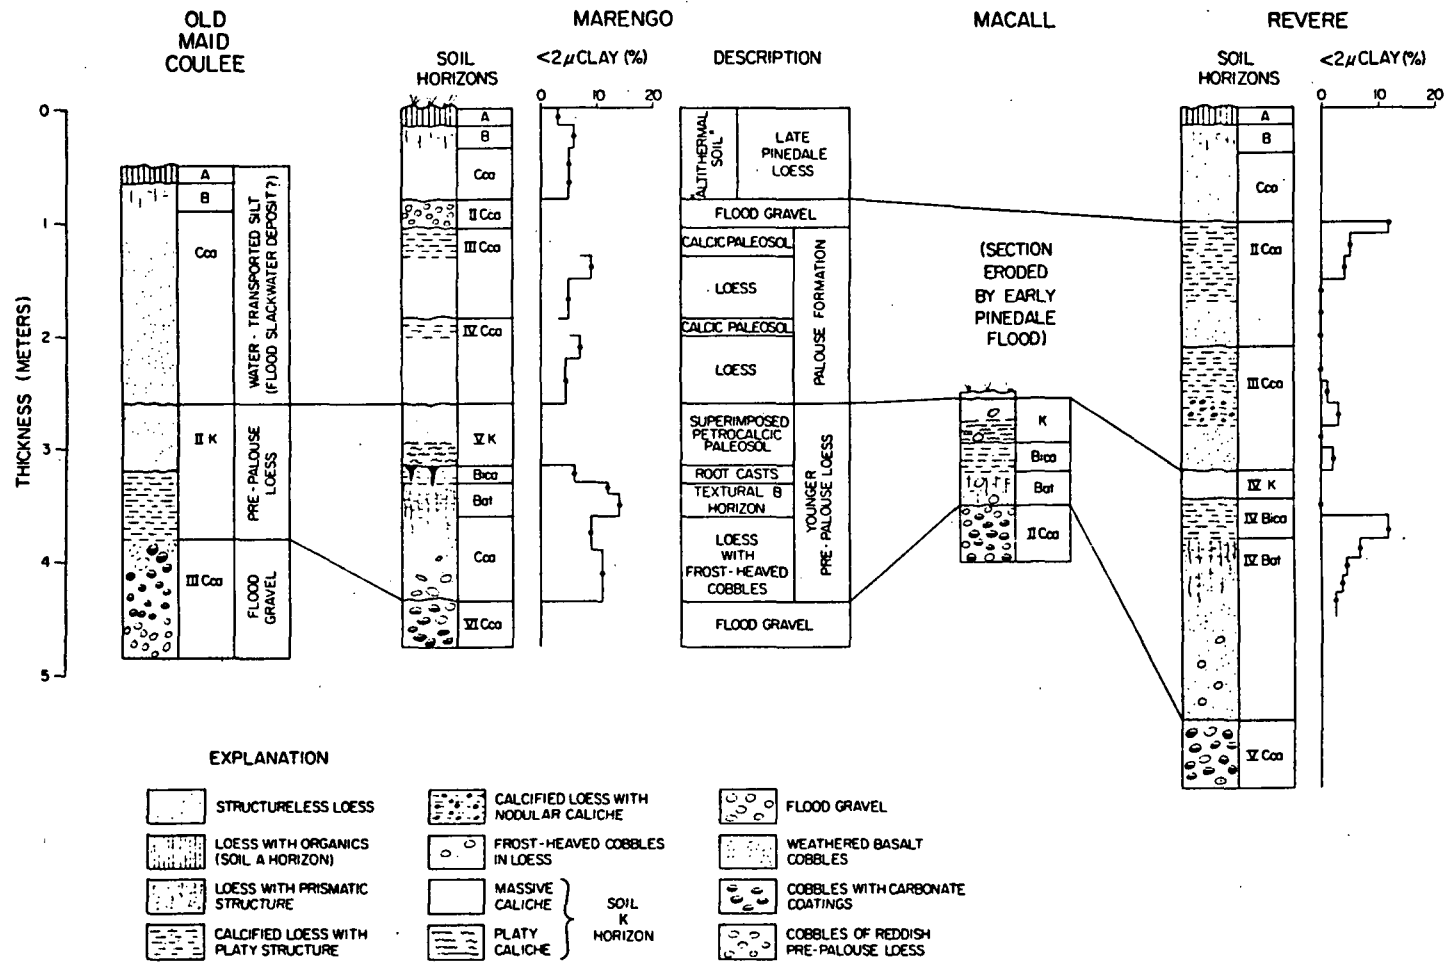 OLD
MAID
COULEE
MARENGO
MACALL
REVERE
SOIL
HORIZONS
<2μCLAY (%)
DESCRIPTION
SOIL
HORIZONS
<2μCLAY (%)
0 10 20
0 10 20
THICKNESS (METERS)
0
1
2
3
4
5
A
B
Cca
II K
III Cca
WATER-TRANSPORTED SILT
(FLOOD SLACKWATER DEPOSIT?)
PRE-PALOUSE
LOESS
FLOOD
GRAVEL
A
B
Cca
II Cca
III Cca
IV Cca
V K
Bica
Bat
Cca
VI Cca
"ALTITHERMAL
SOIL"
LATE
PINEDALE
LOESS
FLOOD GRAVEL
CALCIC PALEOSOL
LOESS
CALCIC PALEOSOL
LOESS
PALOUSE FORMATION
SUPERIMPOSED
PETROCALCIC
PALEOSOL
ROOT CASTS
TEXTURAL B
HORIZON
LOESS
WITH
FROST-HEAVED
COBBLES
YOUNGER
PRE-PALOUSE LOESS
FLOOD GRAVEL
(SECTION
ERODED
BY EARLY
PINEDALE
FLOOD)
K
Bica
Bat
II Cca
A
B
Cca
II Cca
III Cca
IV K
IV Bica
IV Bat
V Cca
EXPLANATION
STRUCTURELESS LOESS
LOESS WITH ORGANICS
(SOIL A HORIZON)
LOESS WITH PRISMATIC
STRUCTURE
CALCIFIED LOESS WITH
PLATY STRUCTURE
CALCIFIED LOESS WITH
NODULAR CALICHE
FROST-HEAVED COBBLES
IN LOESS
MASSIVE
CALICHE
PLATY
CALICHE
SOIL
K
HORIZON
FLOOD GRAVEL
WEATHERED BASALT
COBBLES
COBBLES WITH CARBONATE
COATINGS
COBBLES OF REDDISH
PRE-PALOUSE LOESS